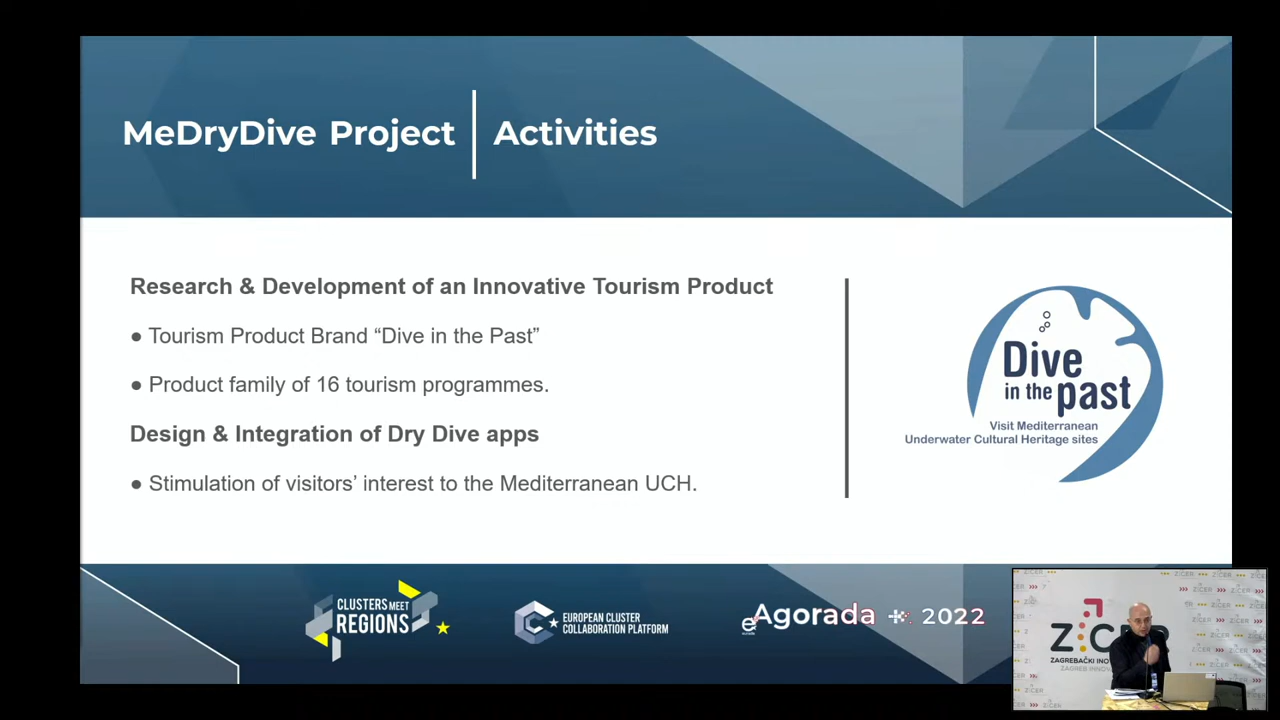 MeDryDive Project | Activities
Research & Development of an Innovative Tourism Product
● Tourism Product Brand “Dive in the Past”
● Product family of 16 tourism programmes.
Design & Integration of Dry Dive apps
● Stimulation of visitors’ interest to the Mediterranean UCH.
Dive
in the past
Visit Mediterranean
Underwater Cultural Heritage sites
CLUSTERS MEET
REGIONS
EUROPEAN CLUSTER
COLLABORATION PLATFORM
Agorada 2022
ZICER
ZAGREBAČKI
ZAGREB